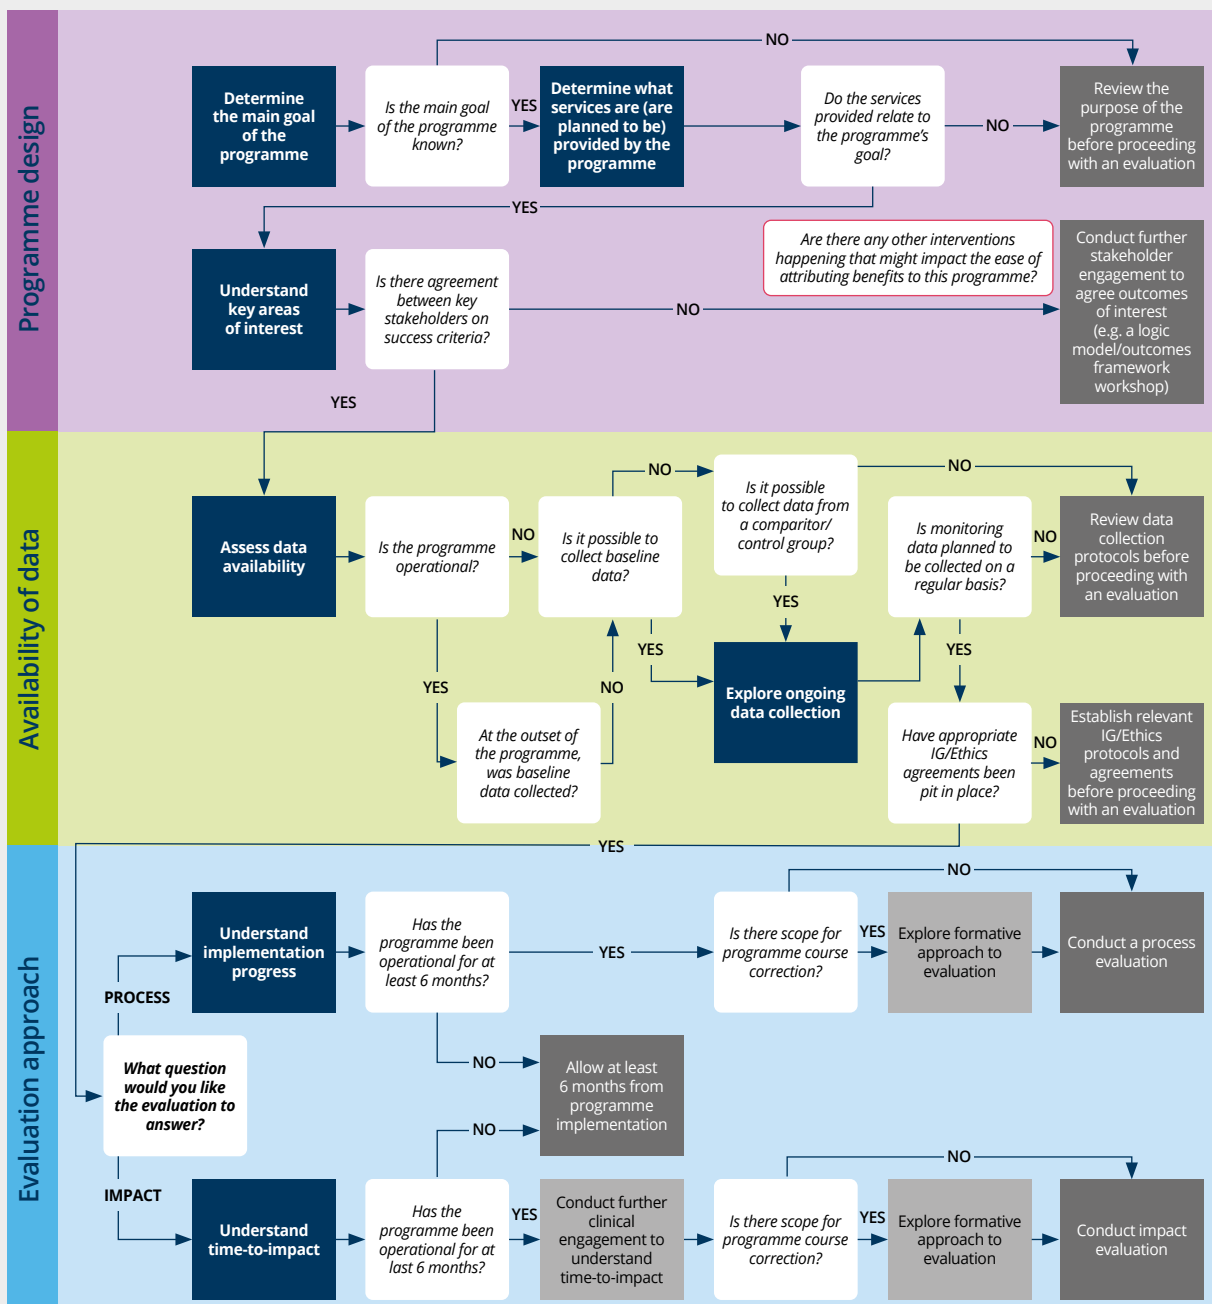 Programme design
NO
Determine
the main goal
of the
programme
Is the main goal
of the programme
known?
YES
Determine what
services are (are
planned to be)
provided by the
programme
Do the services
provided relate to
the programme's
goal?
NO
Review the
purpose of the
programme
before proceeding
with an evaluation
YES
Understand
key areas
of interest
Is there agreement
between key
stakeholders on
success criteria?
Are there any other interventions
happening that might impact the ease of
attributing benefits to this programme?
NO
Conduct further
stakeholder
engagement to
agree outcomes
of interest
(e.g. a logic
model/outcomes
framework
workshop)
YES
Availability of data
Assess data
availability
Is the programme
operational?
NO
Is it possible to
collect baseline
data?
NO
Is it possible
to collect data from
a comparitor/
control group?
NO
Is monitoring
data planned to
be collected on a
regular basis?
NO
Review data
collection
protocols before
proceeding with
an evaluation
YES
YES
YES
YES
NO
At the outset of
the programme,
was baseline
data collected?
Explore ongoing
data collection
Have appropriate
IG/Ethics
agreements been
pit in place?
NO
Establish relevant
IG/Ethics
protocols and
agreements
before proceeding
with an evaluation
YES
Evaluation approach
What question
would you like
the evaluation to
answer?
PROCESS
Understand
implementation
progress
Has the
programme been
operational for at
least 6 months?
YES
Is there scope for
programme course
correction?
NO
YES
Explore formative
approach to
evaluation
Conduct a process
evaluation
NO
Allow at least
6 months from
programme
implementation
NO
IMPACT
Understand
time-to-impact
Has the
programme been
operational for at
last 6 months?
YES
Conduct further
clinical
engagement to
understand
time-to-impact
Is there scope for
programme course
correction?
NO
YES
Explore formative
approach to
evaluation
Conduct impact
evaluation